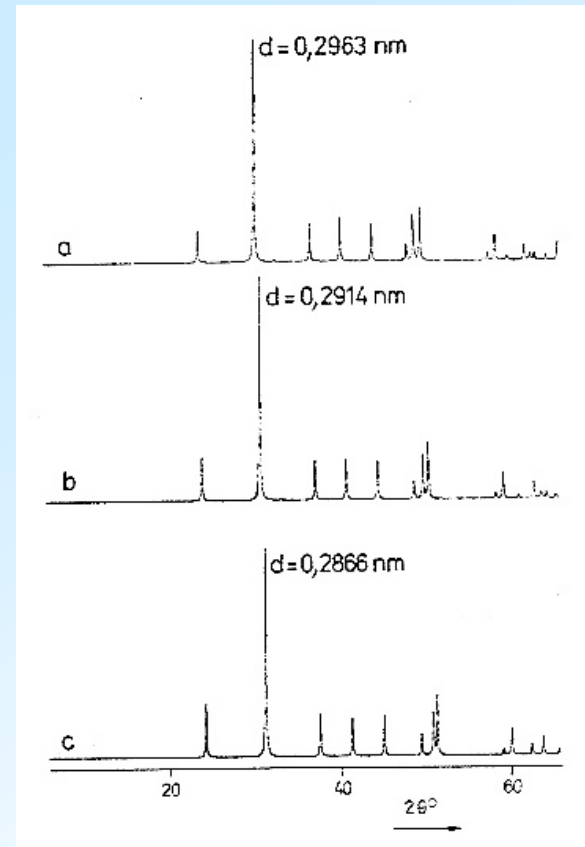 d = 0,2963 nm
a
d = 0,2914 nm
b
d = 0,2866 nm
c
20 40 60
2θ°